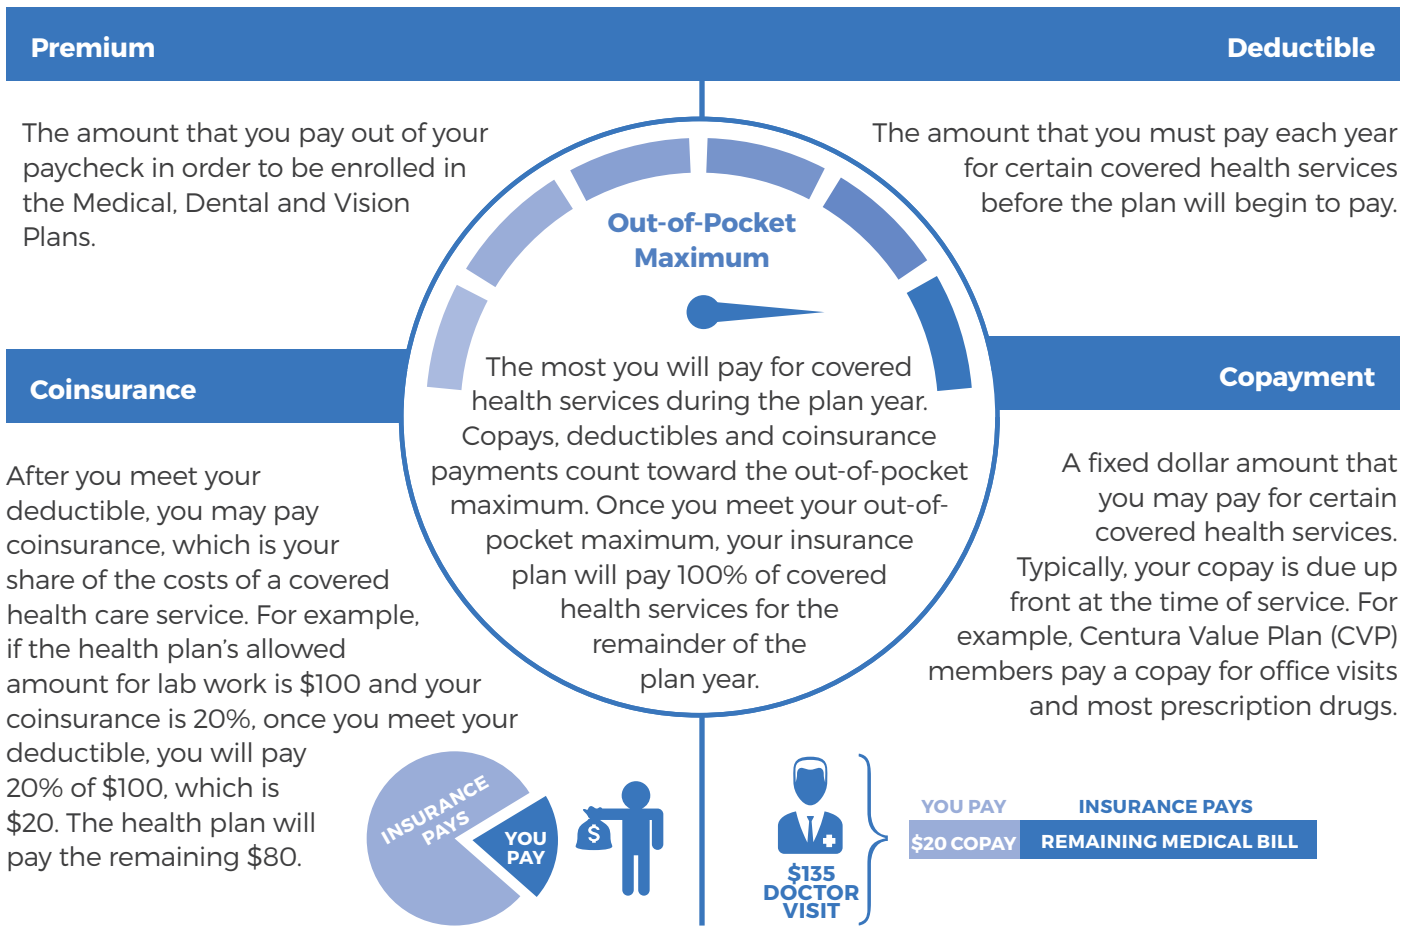 Premium
The amount that you pay out of your
paycheck in order to be enrolled in
the Medical, Dental and Vision
Plans.
Deductible
The amount that you must pay each year
for certain covered health services
before the plan will begin to pay.
Out-of-Pocket
Maximum
The most you will pay for covered
health services during the plan year.
Copays, deductibles and coinsurance
payments count toward the out-of-pocket
maximum. Once you meet your out-of-
pocket maximum, your insurance
plan will pay 100% of covered
health services for the
remainder of the
plan year.
Coinsurance
After you meet your
deductible, you may pay
coinsurance, which is your
share of the costs of a covered
health care service. For example,
if the health plan’s allowed
amount for lab work is $100 and your
coinsurance is 20%, once you meet your
deductible, you will pay
20% of $100, which is
$20. The health plan will
pay the remaining $80.
INSURANCE
PAYS
YOU
PAY
$
Copayment
A fixed dollar amount that
you may pay for certain
covered health services.
Typically, your copay is due up
front at the time of service. For
example, Centura Value Plan (CVP)
members pay a copay for office visits
and most prescription drugs.
$135
DOCTOR
VISIT
YOU PAY
$20 COPAY
INSURANCE PAYS
REMAINING MEDICAL BILL